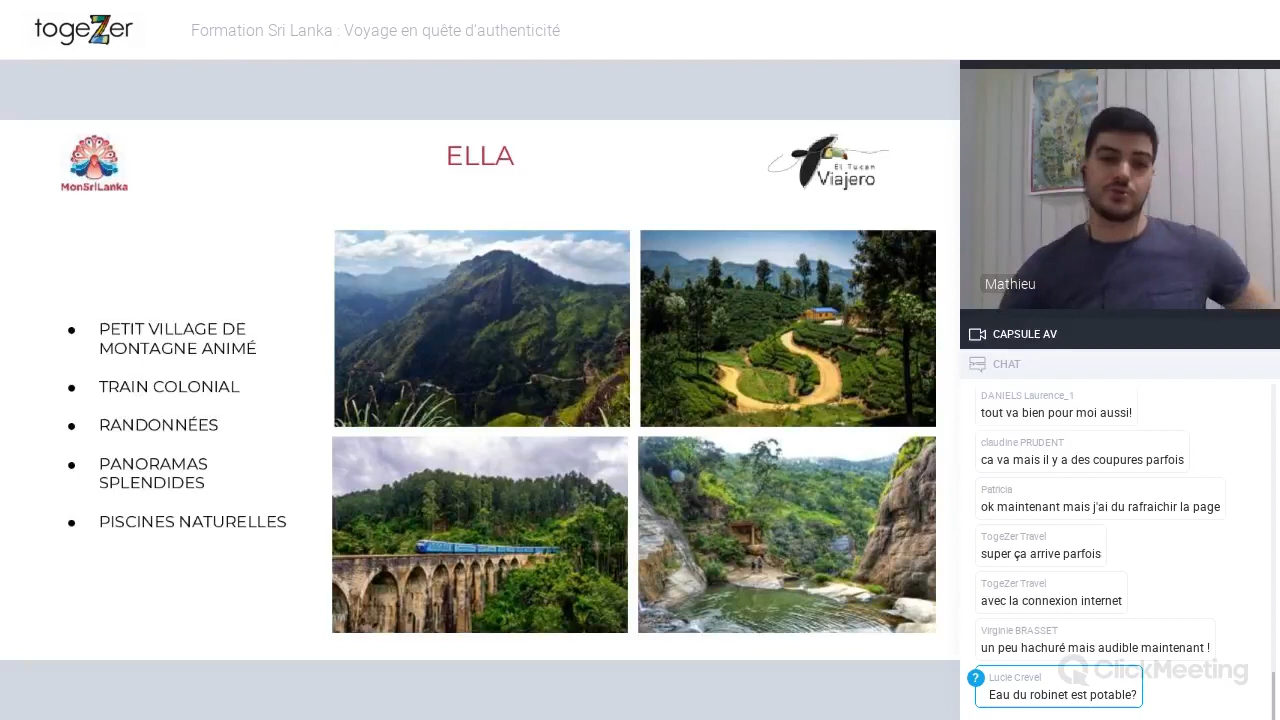 togeZer
Formation Sri Lanka : Voyage en quête d'authenticité
MonSriLanka
ELLA
El Tucan
Viajero
● PETIT VILLAGE DE
MONTAGNE ANIMÉ
● TRAIN COLONIAL
● RANDONNÉES
● PANORAMAS
SPLENDIDES
● PISCINES NATURELLES
Mathieu
CAPSULE AV
CHAT
DANIELS Laurence_1
tout va bien pour moi aussi!
claudine PRUDENT
ca va mais il y a des coupures parfois
Patricia
ok maintenant mais j'ai du rafraichir la page
TogeZer Travel
super ça arrive parfois
TogeZer Travel
avec la connexion internet
Virginie BRASSET
un peu hachuré mais audible maintenant !
ClickMeeting
? Lucie Crevel
Eau du robinet est potable?